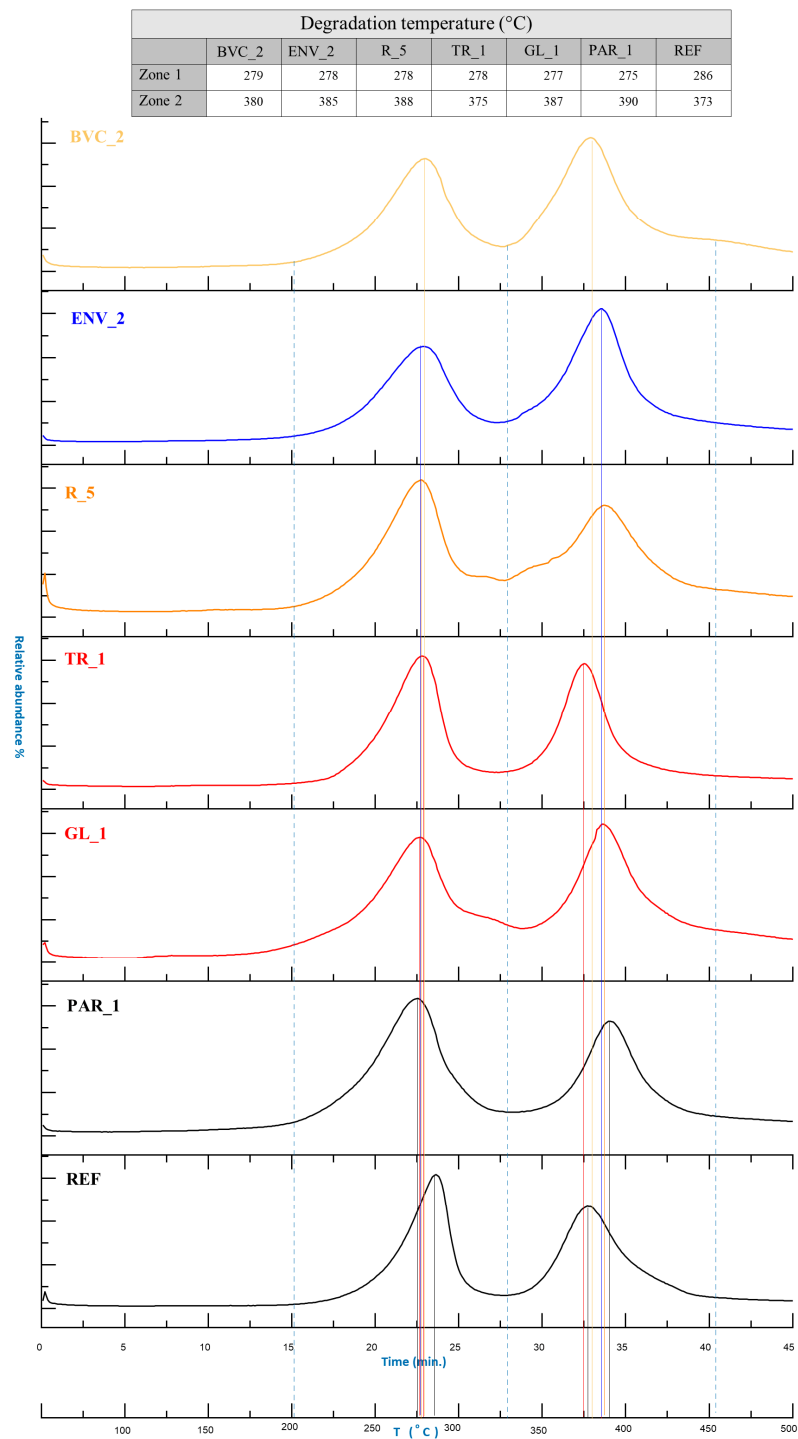 Degradation temperature (°C)
BVC_2 ENV_2 R_5 TR_1 GL_1 PAR_1 REF
Zone 1 279 278 278 278 277 275 286
Zone 2 380 385 388 375 387 390 373
BVC_2
ENV_2
R_5
TR_1
GL_1
PAR_1
REF
Relative abundance %
0 5 10 15 20 25 30 35 40 45
Time (min.)
100 150 200 250 300 350 400 450 500
T (°C)